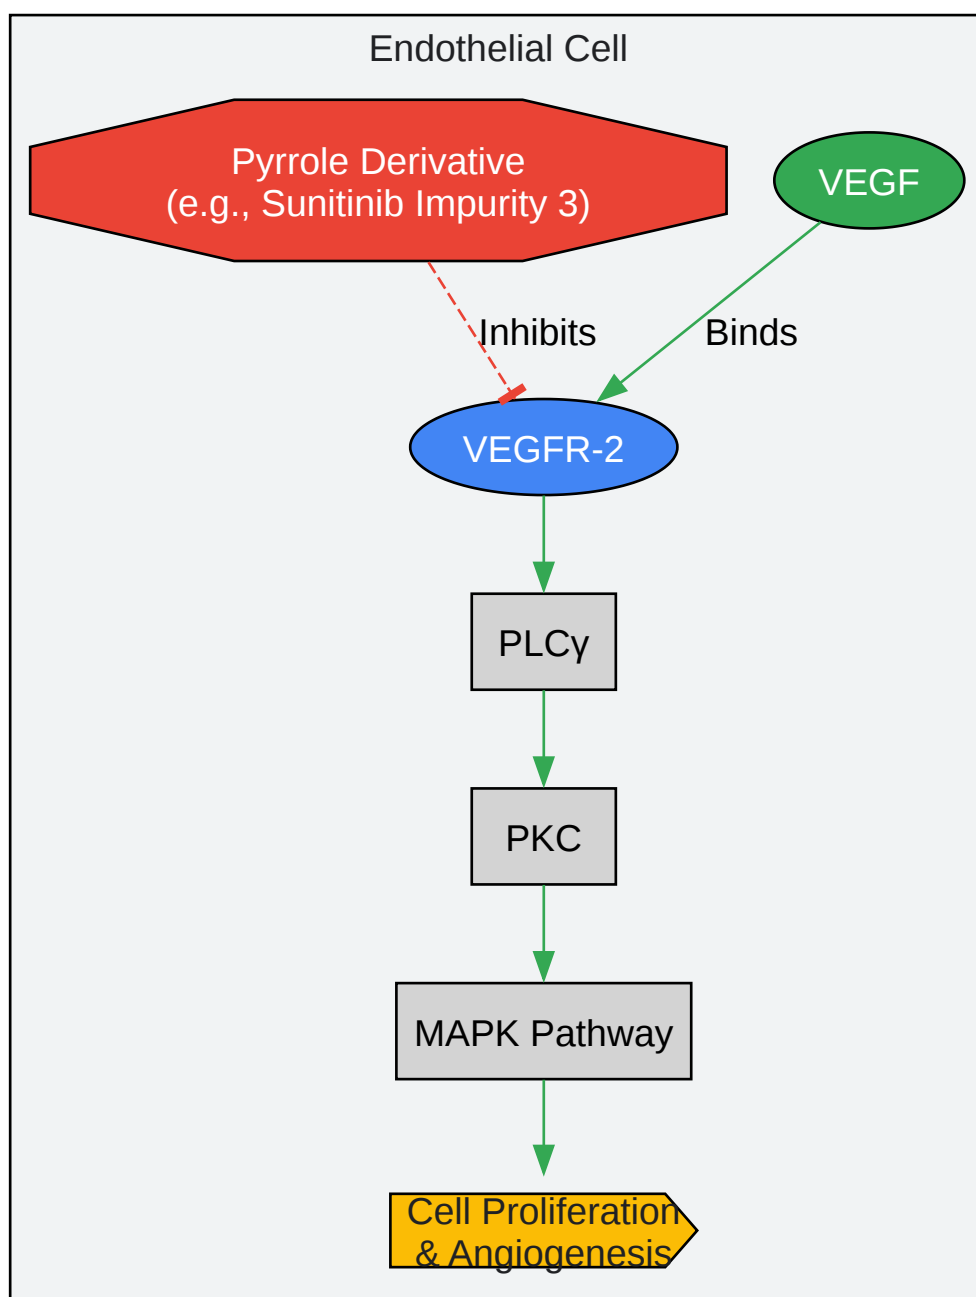 Endothelial Cell
Pyrrole Derivative
(e.g., Sunitinib Impurity 3)
VEGF
Inhibits
Binds
VEGFR-2
PLCγ
PKC
MAPK Pathway
Cell Proliferation
& Angiogenesis